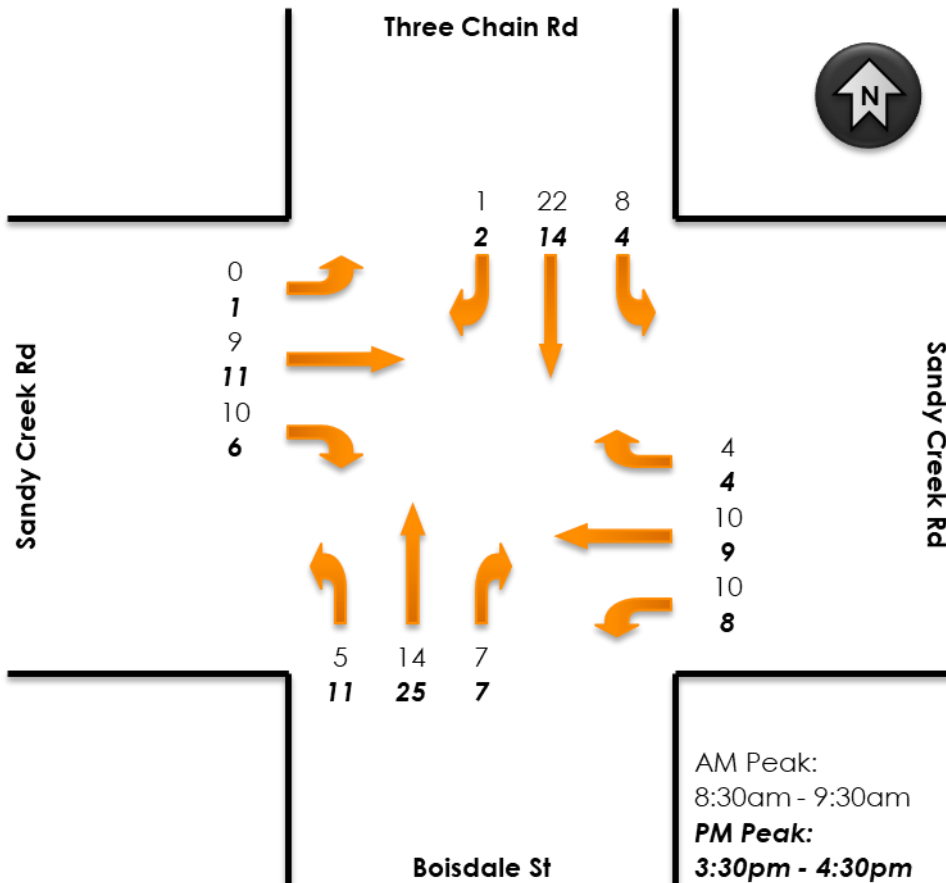 Three Chain Rd
N
1 22 8
2 14 4
0
1
9
11
10
6
Sandy Creek Rd
Sandy Creek Rd
4
4
10
9
10
8
5 14 7
11 25 7
AM Peak:
8:30am - 9:30am
PM Peak:
3:30pm - 4:30pm
Boisdale St